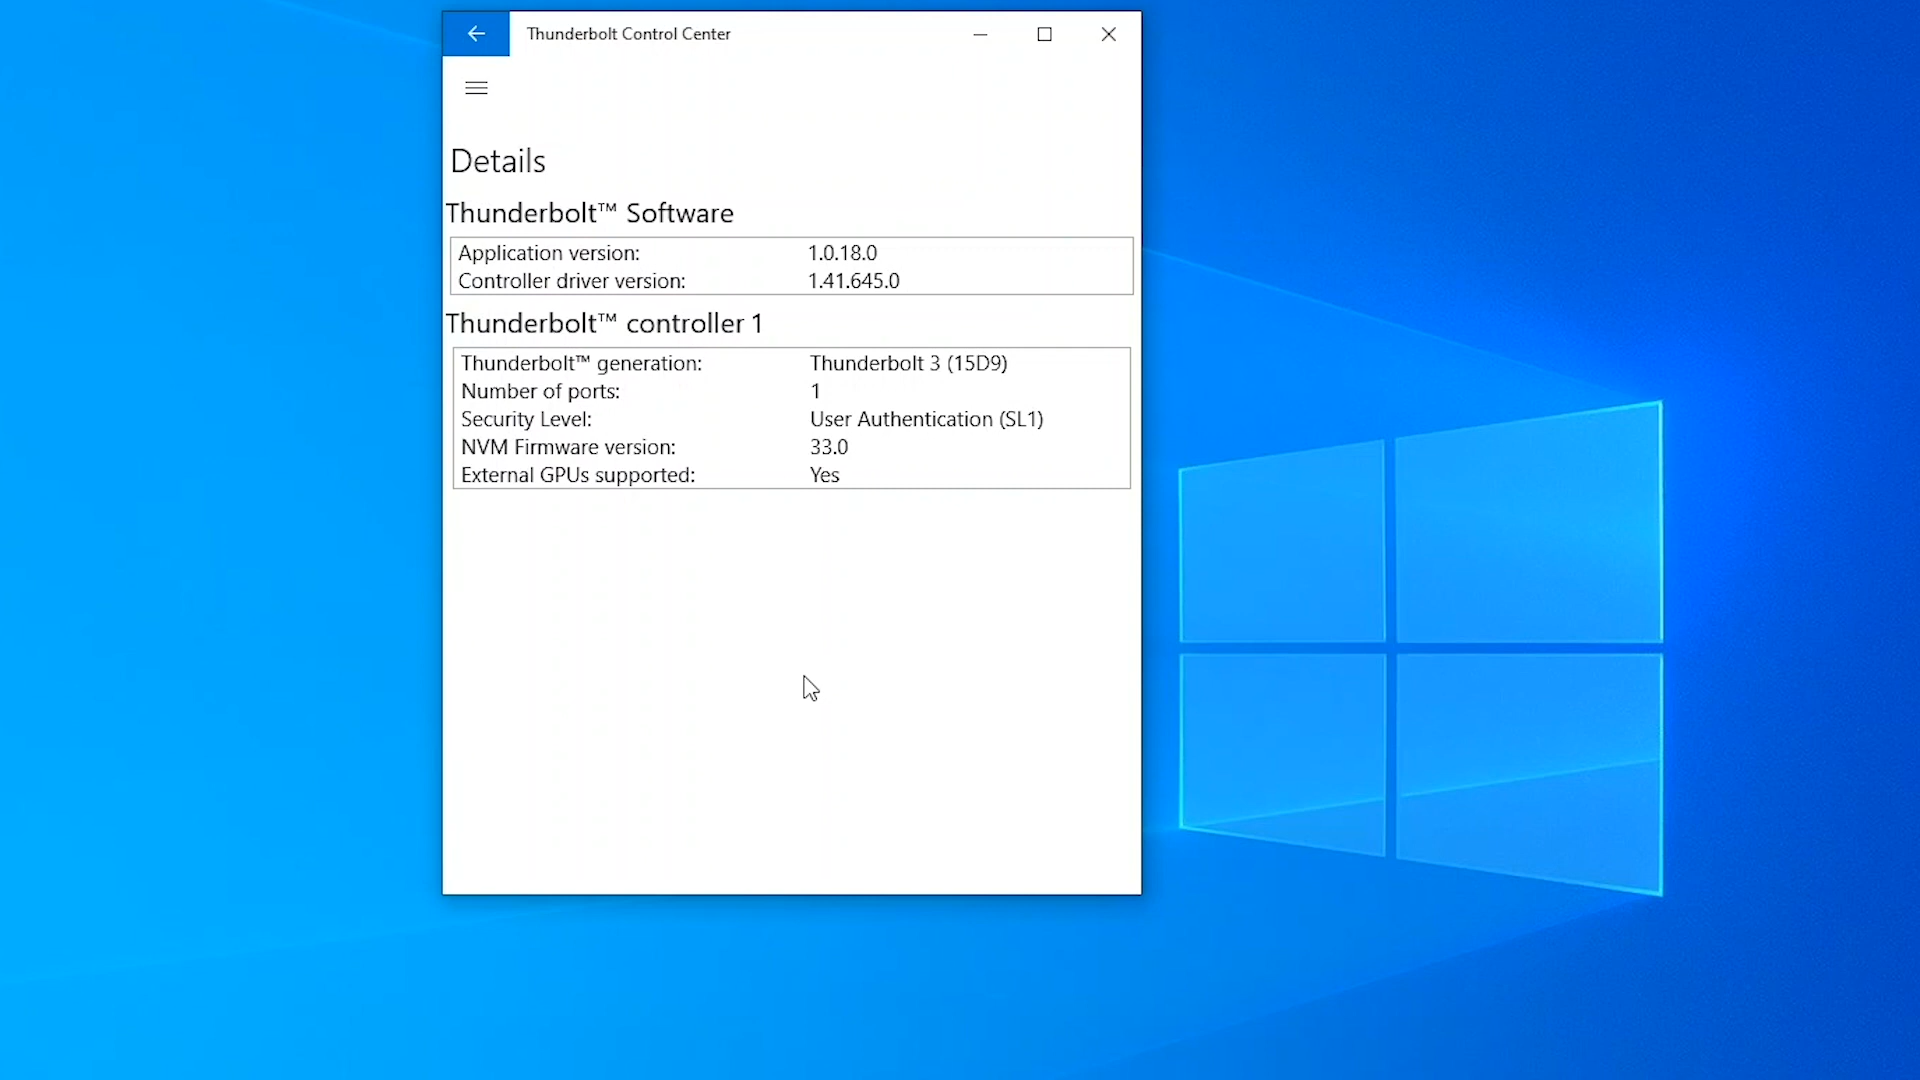 Thunderbolt Control Center
Details
Thunderbolt™ Software
Application version: 1.0.18.0
Controller driver version: 1.41.645.0
Thunderbolt™ controller 1
Thunderbolt™ generation: Thunderbolt 3 (15D9)
Number of ports: 1
Security Level: User Authentication (SL1)
NVM Firmware version: 33.0
External GPUs supported: Yes